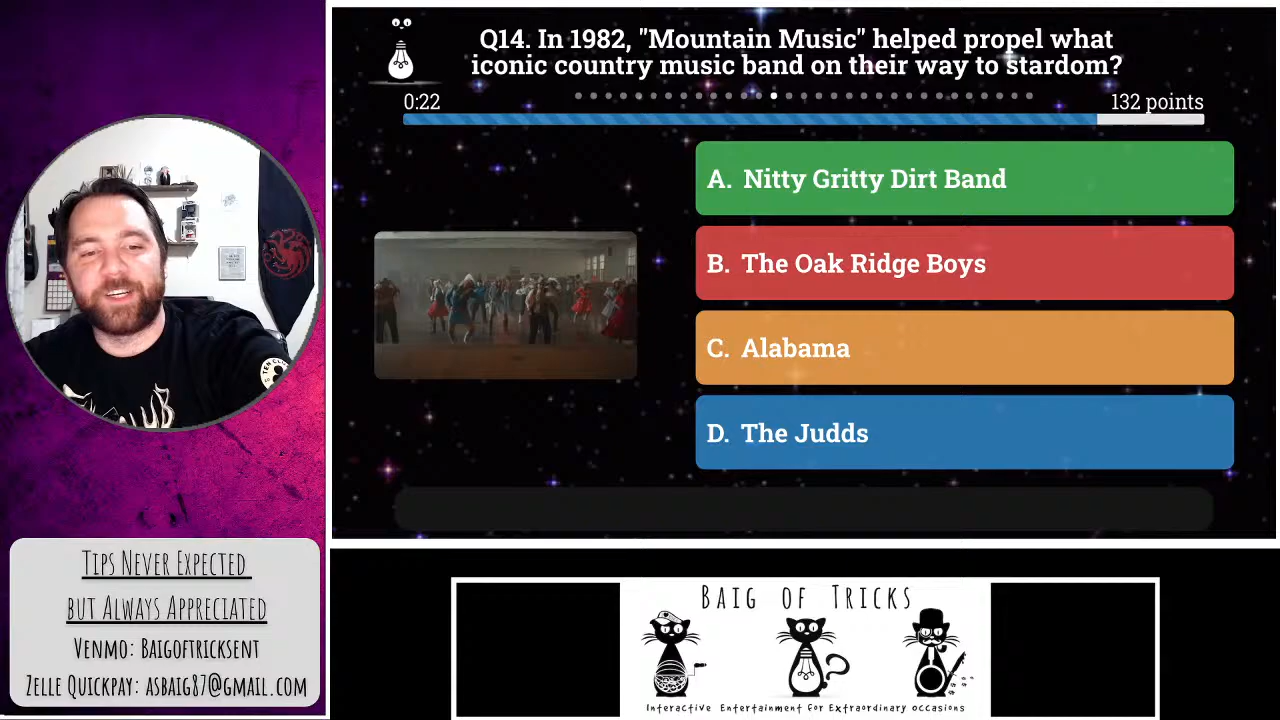 Q14. In 1982, "Mountain Music" helped propel what
iconic country music band on their way to stardom?
0:22
132 points
A. Nitty Gritty Dirt Band
B. The Oak Ridge Boys
C. Alabama
D. The Judds
Tips Never Expected
but Always Appreciated
Venmo: Baigoftricksent
Zelle Quickpay: asbaig87@gmail.com
Baig of Tricks
Interactive Entertainment for Extraordinary occasions